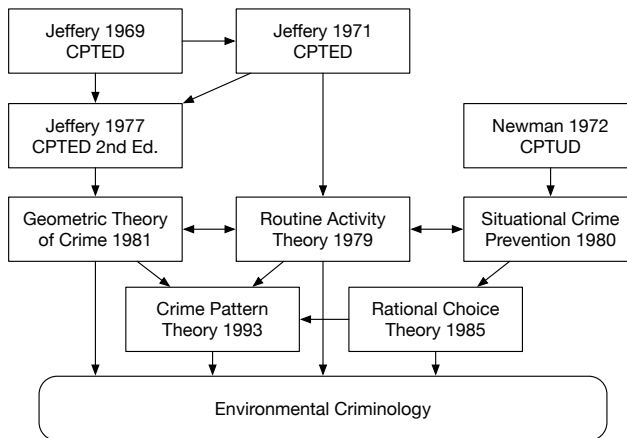 Jeffery 1969
CPTED
Jeffery 1971
CPTED
Jeffery 1977
CPTED 2nd Ed.
Newman 1972
CPTUD
Geometric Theory
of Crime 1981
Routine Activity
Theory 1979
Situational Crime
Prevention 1980
Crime Pattern
Theory 1993
Rational Choice
Theory 1985
Environmental Criminology